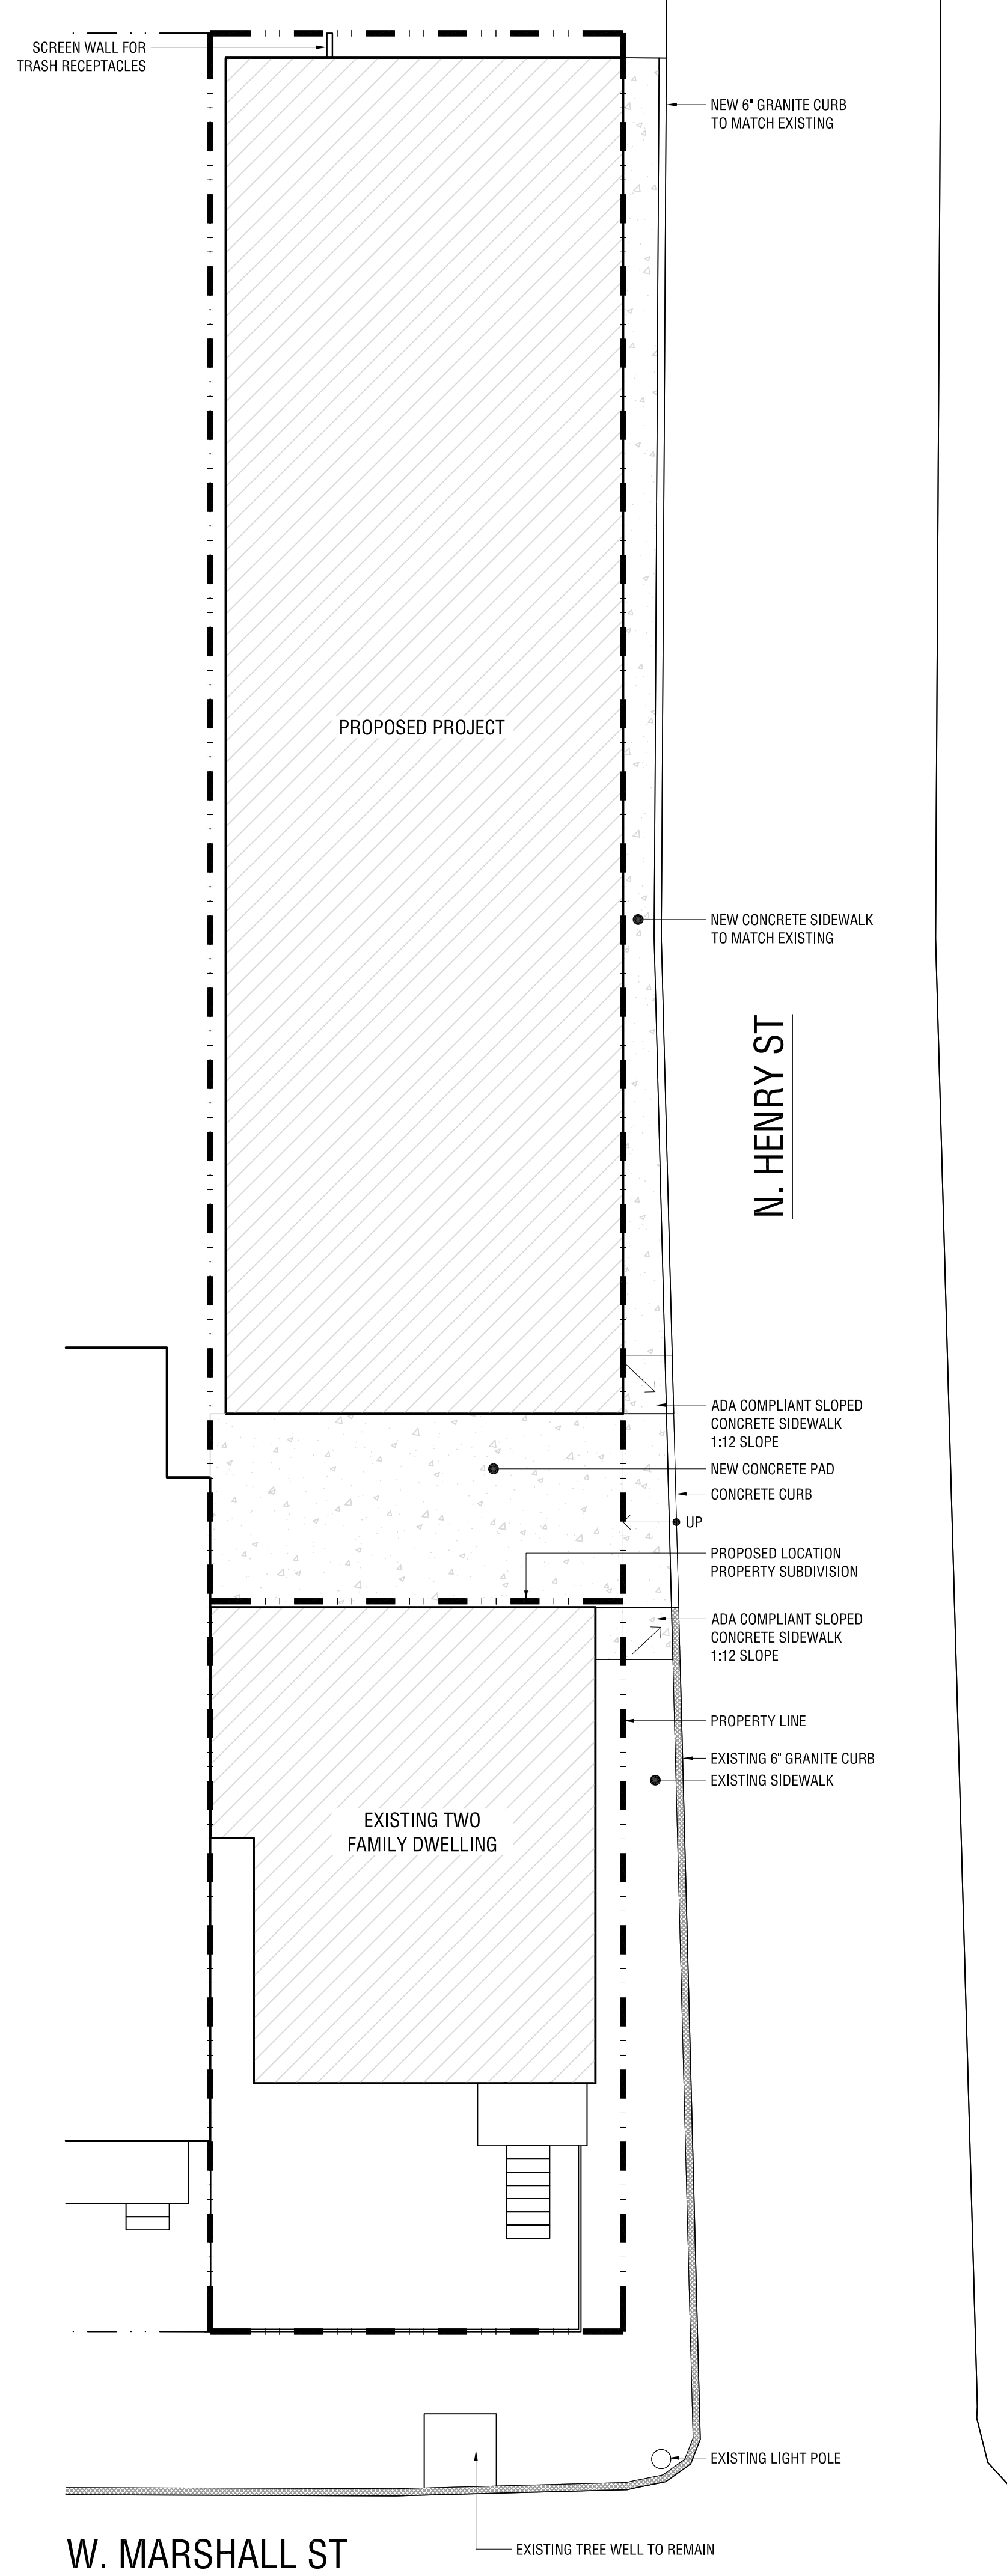 SCREEN WALL FOR
TRASH RECEPTACLES
NEW 6" GRANITE CURB
TO MATCH EXISTING
PROPOSED PROJECT
NEW CONCRETE SIDEWALK
TO MATCH EXISTING
N. HENRY ST
ADA COMPLIANT SLOPED
CONCRETE SIDEWALK
1:12 SLOPE
NEW CONCRETE PAD
CONCRETE CURB
UP
PROPOSED LOCATION
PROPERTY SUBDIVISION
ADA COMPLIANT SLOPED
CONCRETE SIDEWALK
1:12 SLOPE
PROPERTY LINE
EXISTING 6" GRANITE CURB
EXISTING SIDEWALK
EXISTING TWO
FAMILY DWELLING
EXISTING LIGHT POLE
EXISTING TREE WELL TO REMAIN
W. MARSHALL ST